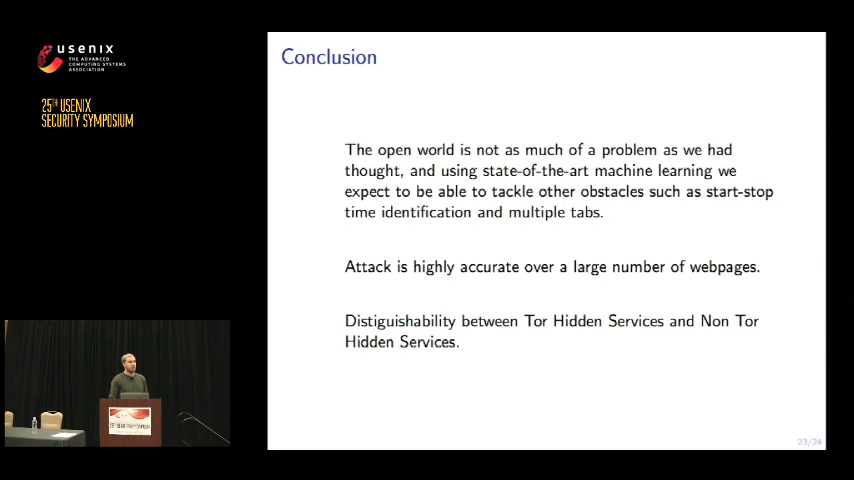 usenix
THE ADVANCED
COMPUTING SYSTEMS
ASSOCIATION
25TH USENIX
SECURITY SYMPOSIUM
Conclusion
The open world is not as much of a problem as we had
thought, and using state-of-the-art machine learning we
expect to be able to tackle other obstacles such as start-stop
time identification and multiple tabs.
Attack is highly accurate over a large number of webpages.
Distiguishability between Tor Hidden Services and Non Tor
Hidden Services.
23/24